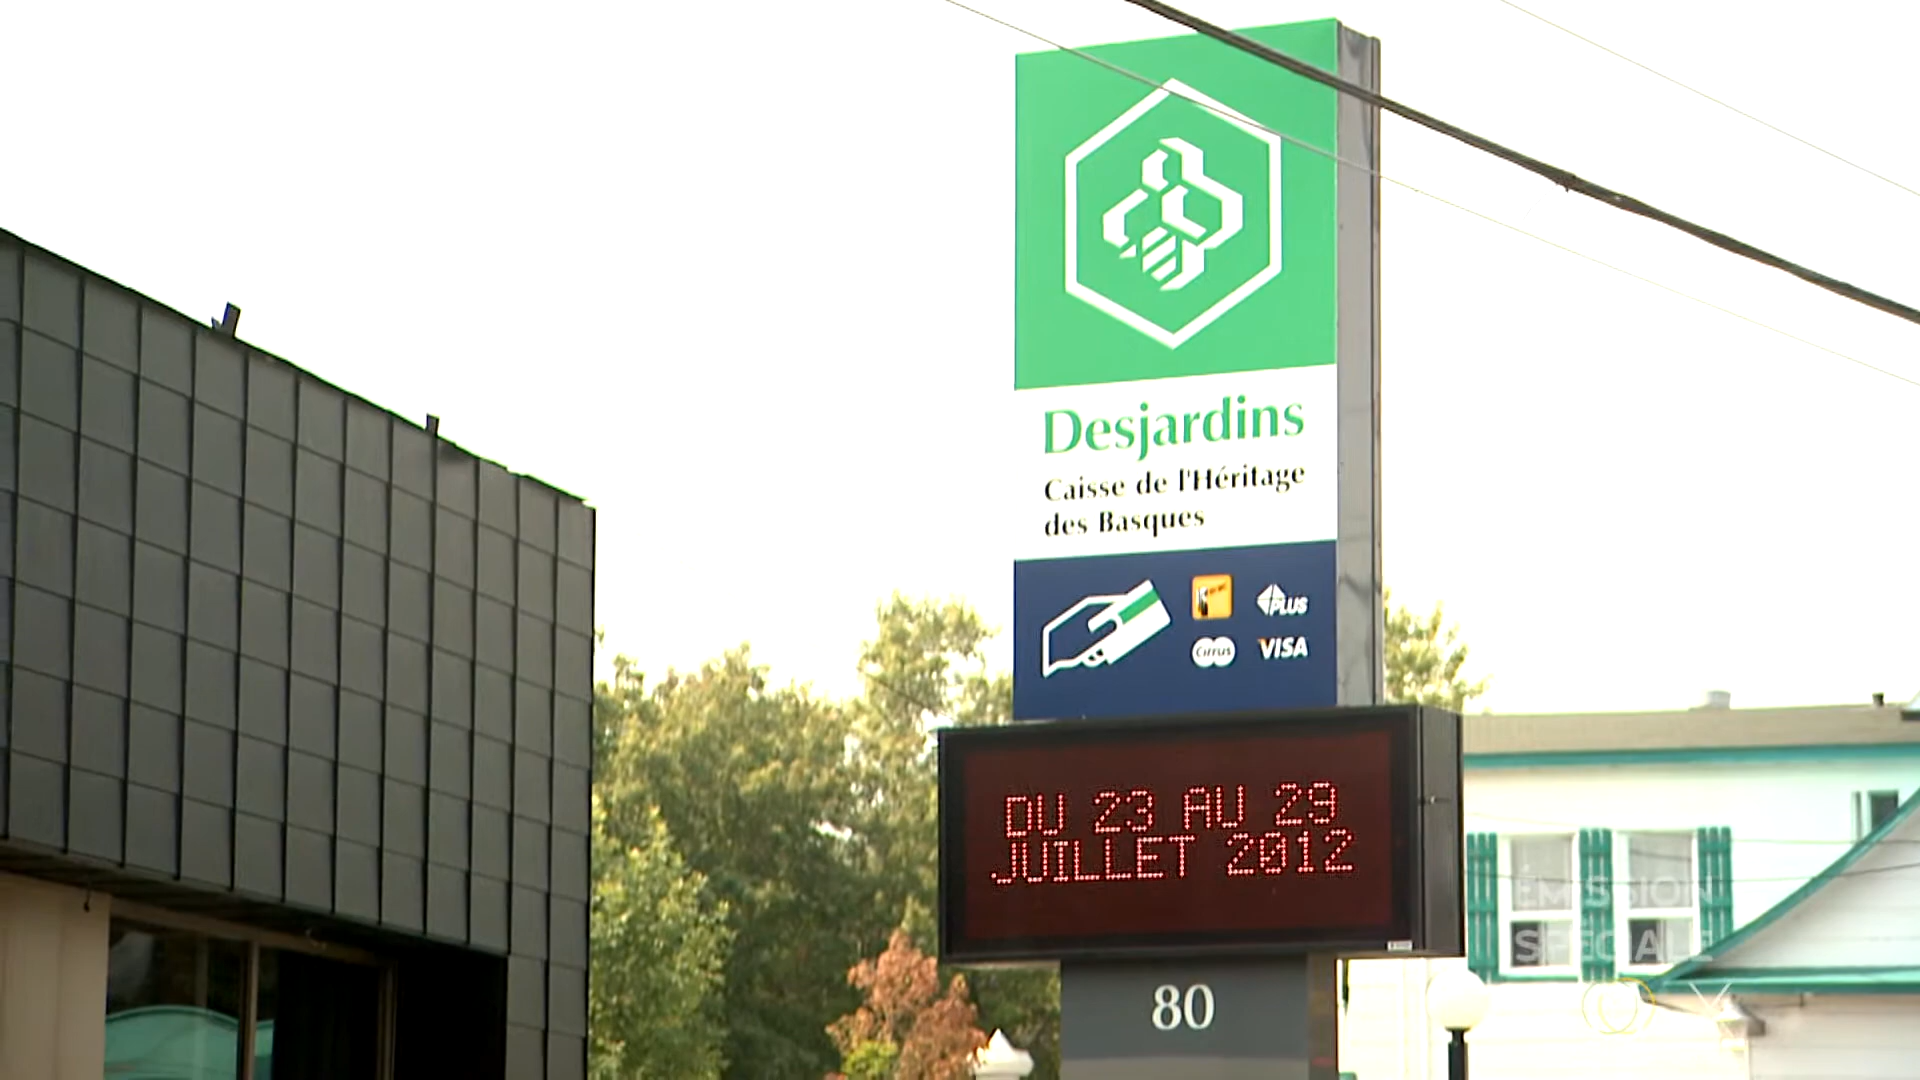 Desjardins
Caisse de l'Héritage
des Basques
PLUS
Cirrus
VISA
DU 23 AU 29
JUILLET 2012
80
ÉMISSION
SPÉCIALE